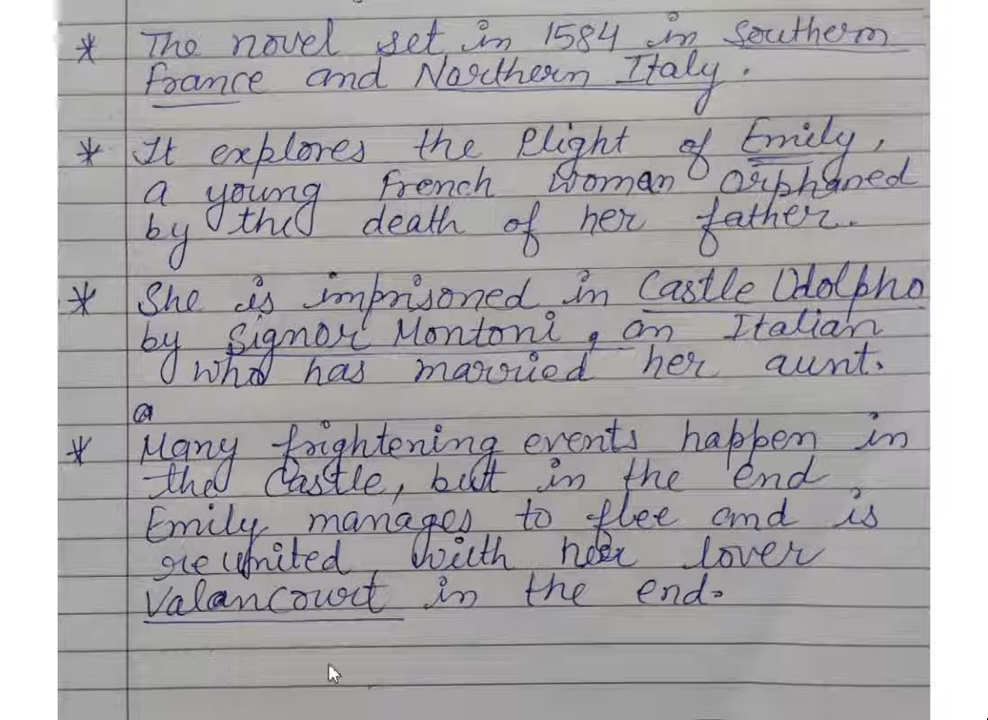 * The novel set in 1584 in Southern
France and Northern Italy.
* It explores the Plight of Emily,
a young French woman orphaned
by the death of her father.
* She is imprisoned in Castle Udolpho
by Signor Montoni, an Italian
who has married her aunt.
a
* Many frightening events happen in
the Castle, but in the end
Emily manages to flee and is
reunited with her lover
Valancourt in the end.